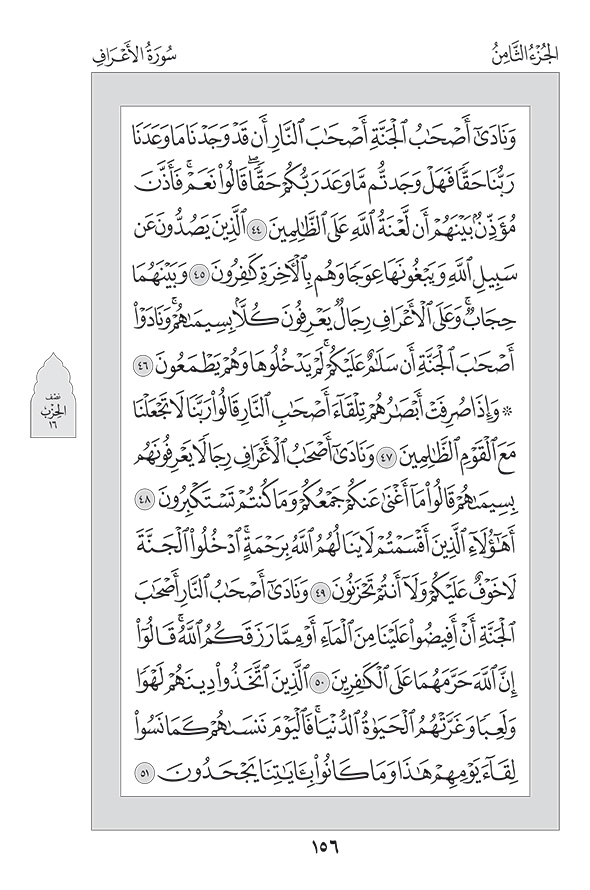 الجُزْءُ الثَّامِنُ
سُورَةُ الأَعْرَافِ
وَنَادَىٰٓ أَصْحَٰبُ ٱلْجَنَّةِ أَصْحَٰبَ ٱلنَّارِ أَن قَدْ وَجَدْنَا مَا وَعَدَنَا
رَبُّنَا حَقًّا فَهَلْ وَجَدتُّم مَّا وَعَدَ رَبُّكُمْ حَقًّا ۖ قَالُوا۟ نَعَمْ ۚ فَأَذَّنَ
مُؤَذِّنٌۢ بَيْنَهُمْ أَن لَّعْنَةُ ٱللَّهِ عَلَى ٱلظَّٰلِمِينَ ٤٤ ٱلَّذِينَ يَصُدُّونَ عَن
سَبِيلِ ٱللَّهِ وَيَبْغُونَهَا عِوَجًا وَهُم بِٱلْءَاخِرَةِ كَٰفِرُونَ ٤٥ وَبَيْنَهُمَا
حِجَابٌ ۚ وَعَلَى ٱلْأَعْرَافِ رِجَالٌ يَعْرِفُونَ كُلًّۢا بِسِيمَىٰهُمْ ۚ وَنَادَوْا۟
أَصْحَٰبَ ٱلْجَنَّةِ أَن سَلَٰمٌ عَلَيْكُمْ ۚ لَمْ يَدْخُلُوهَا وَهُمْ يَطْمَعُونَ ٤٦
* وَإِذَا صُرِفَتْ أَبْصَٰرُهُمْ تِلْقَآءَ أَصْحَٰبِ ٱلنَّارِ قَالُوا۟ رَبَّنَا لَا تَجْعَلْنَا
مَعَ ٱلْقَوْمِ ٱلظَّٰلِمِينَ ٤٧ وَنَادَىٰٓ أَصْحَٰبُ ٱلْأَعْرَافِ رِجَالًا يَعْرِفُونَهُم
بِسِيمَىٰهُمْ قَالُوا۟ مَآ أَغْنَىٰ عَنكُمْ جَمْعُكُمْ وَمَا كُنتُمْ تَسْتَكْبِرُونَ ٤٨
أَهَٰٓؤُلَآءِ ٱلَّذِينَ أَقْسَمْتُمْ لَا يَنَالُهُمُ ٱللَّهُ بِرَحْمَةٍ ۚ ٱدْخُلُوا۟ ٱلْجَنَّةَ
لَا خَوْفٌ عَلَيْكُمْ وَلَآ أَنتُمْ تَحْزَنُونَ ٤٩ وَنَادَىٰٓ أَصْحَٰبُ ٱلنَّارِ أَصْحَٰبَ
ٱلْجَنَّةِ أَنْ أَفِيضُوا۟ عَلَيْنَا مِنَ ٱلْمَآءِ أَوْ مِمَّا رَزَقَكُمُ ٱللَّهُ ۚ قَالُوٓا۟
إِنَّ ٱللَّهَ حَرَّمَهُمَا عَلَى ٱلْكَٰفِرِينَ ٥٠ ٱلَّذِينَ ٱتَّخَذُوا۟ دِينَهُمْ لَهْوًا
وَلَعِبًا وَغَرَّتْهُمُ ٱلْحَيَوٰةُ ٱلدُّنْيَا ۚ فَٱلْيَوْمَ نَنسَىٰهُمْ كَمَا نَسُوا۟
لِقَآءَ يَوْمِهِمْ هَٰذَا وَمَا كَانُوا۟ بِـَٔايَٰتِنَا يَجْحَدُونَ ٥١
نصف
الحزب
١٦
١٥٦